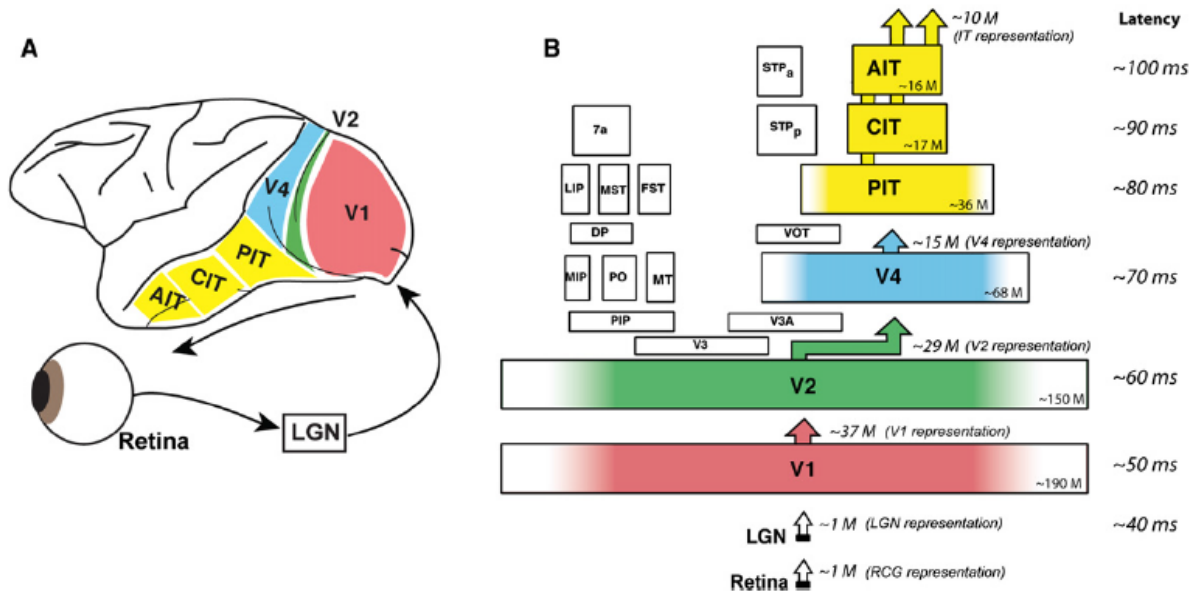 A
V2
V4
V1
PIT
CIT
AIT
Retina
LGN
B
Latency
~10 M
(IT representation)
STPa
AIT
~16 M
~100 ms
7a
STPp
CIT
~17 M
~90 ms
LIP
MST
FST
PIT
~36 M
~80 ms
DP
VOT
~15 M (V4 representation)
MIP
PO
MT
V4
~68 M
~70 ms
PIP
V3A
V3
~29 M (V2 representation)
V2
~150 M
~60 ms
~37 M (V1 representation)
V1
~190 M
~50 ms
LGN
~1 M (LGN representation)
~40 ms
Retina
~1 M (RCG representation)